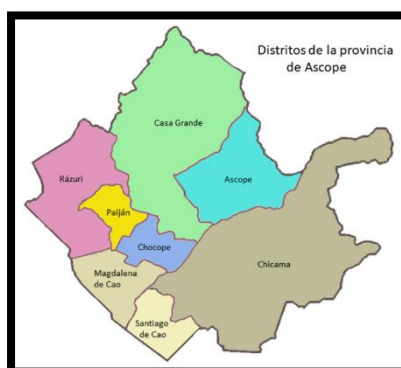 Distritos de la provincia
de Ascope
Casa Grande
Rázuri
Ascope
Paiján
Chocope
Chicama
Magdalena
de Cao
Santiago
de Cao